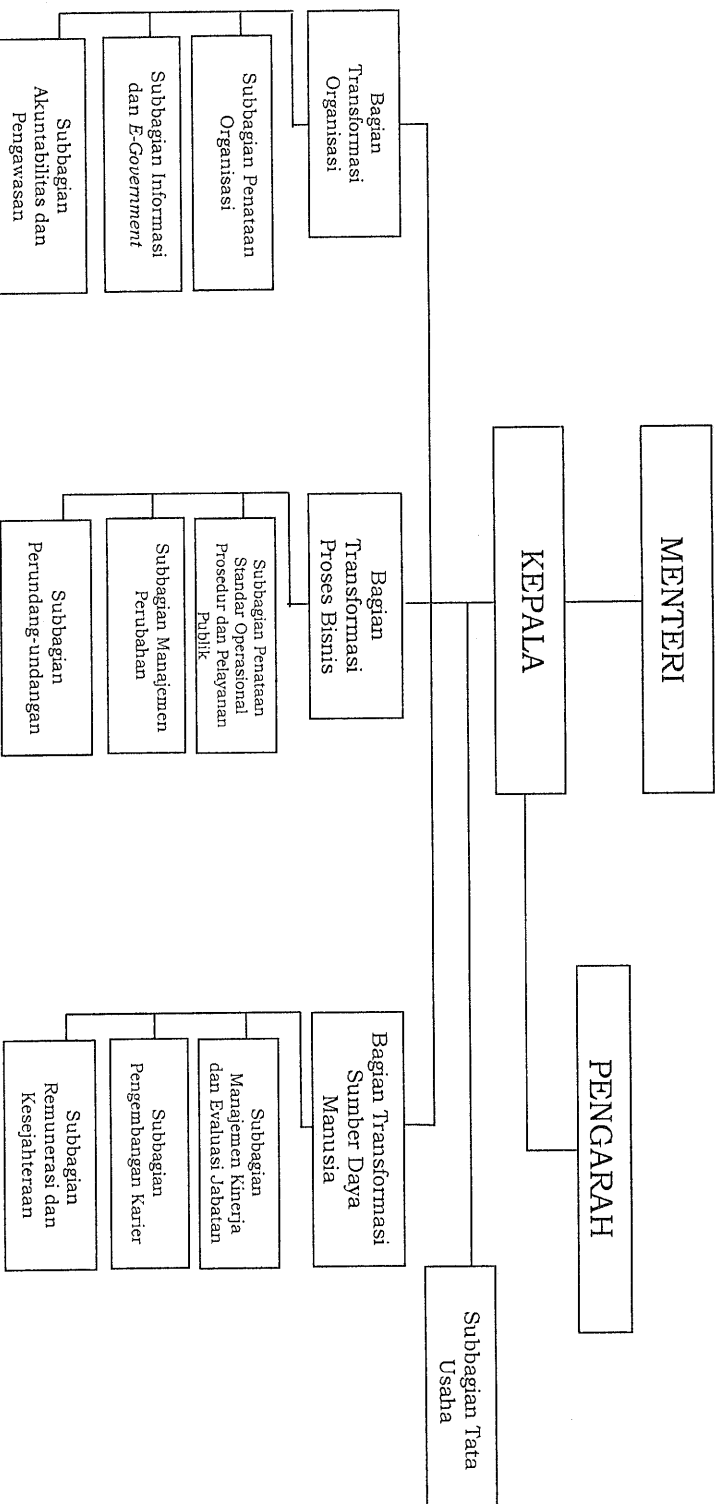 MENTERI
PENGARAH
KEPALA
Subbagian Tata
Usaha
Bagian
Transformasi
Organisasi
Subbagian Penataan
Organisasi
Subbagian Informasi
dan E-Government
Subbagian
Akuntabilitas dan
Pengawasan
Bagian
Transformasi
Proses Bisnis
Subbagian Penataan
Standar Operasional
Prosedur dan Pelayanan
Publik
Subbagian Manajemen
Perubahan
Subbagian
Perundang-undangan
Bagian Transformasi
Sumber Daya
Manusia
Subbagian
Manajemen Kinerja
dan Evaluasi Jabatan
Subbagian
Pengembangan Karier
Subbagian
Remunerasi dan
Kesejahteraan